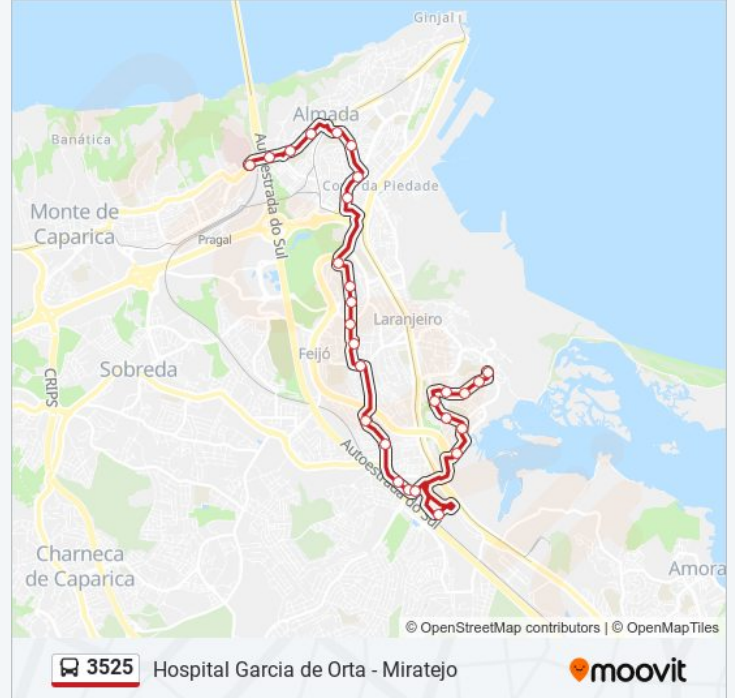 Ginjal
Almada
Banática
Autoestrada do Sul
Cova da Piedade
Monte de
Caparica
Pragal
Laranjeiro
Feijó
Sobreda
CRIPS
Autoestrada do Sul
Charneca
de Caparica
Amora
© OpenStreetMap contributors | © OpenMapTiles
3525 Hospital Garcia de Orta - Miratejo
moovit